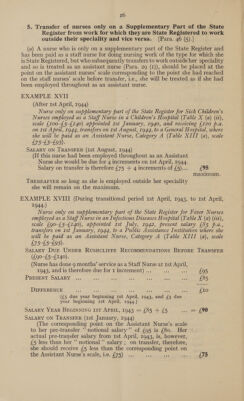 26
5. Transfer of nurses only on a Supplementary Part of the State
Register from work for which they are State Registered to work
outside their speciality and vice versa. [Para. 46 (5).]
(a) A nurse who is only on a supplementary part of the State Register and
has been paid as a staff nurse for doing nursing work of the type for which she
is State Registered, but who subsequently transfers to work outside her speciality
and so is treated as an assistant nurse (Para. 29 (1)), should be placed at the
point on the assistant nurses' scale corresponding to the point she had reached
on the staff nurses' scale before transfer, i.e., she will be treated as if she had
been employed throughout as an assistant nurse.
EXAMPLE XVII
(After 1st April, 1944)
Nurse only on supplementary part of the State Register for Sick Children's
Nurses employed as a Staff Nurse in a Children's Hospital (Table X (a) (ii),
scale £100-£5-£140), appointed 1st January, 1940, and receiving £120 p.a.
on 1st April, 1944, transfers on 1st August, 1944, to a General Hospital, where
she will be paid as an Assistant Nurse, Category A (Table XIII (a), scale
£75-£5-£95).
SALARY ON TRANSFER (1st August, 1944)
(If this nurse had been employed throughout as an Assistant
Nurse she would be due for 4 increments on 1st April, 1944
Salary on transfer is therefore £75 + 4 increments of £5) ... £95
maximum.
THEREAFTER so long as she is employed outside her speciality
she will remain on the maximum.
EXAMPLE XVIII (During transitional period 1st April, 1943, to 1st April,
1944.)
Nurse only on supplementary part of the State Register for Fever Nurses
employed as a Staff Nurse in an Infectious Diseases Hospital (Table X (a) (iv),
scale £90-£5-£140), appointed 1st July, 1942, present salary £75 p.a.,
transfers on 1st January, 1944, to a Public Assistance Institution where she
will be paid as an Assistant Nurse, Category A (Table XIII (a), scale
£75-£5-£95).
SALARY DUE UNDER RUSHCLIFFE RECOMMENDATIONS BEFORE TRANSFER
(£90-£5-£140).
(Nurse has done 9 months' service as a Staff Nurse at 1st April,
1943, and is therefore due for 1 increment) ... ... £95
PRESENT SALARY ... ... ... ... ... ... £75
DIFFERENCE ... ... ... ... ... ... £20
(£5 due year beginning 1st April, 1943, and £5 due
year beginning 1st April, 1944.)
SALARY YEAR BEGINNING 1ST APRIL, 1943 = £85 + £5 ... = £90
SALARY ON TRANSFER (1st January, 1944)
(The corresponding point on the Assistant Nurse's scale
to her pre-transfer "notional salary" of £95 is £80. Her
actual pre-transfer salary from 1st April, 1943, is, however,
£5 less than her "notional" salary; on transfer, therefore,
she should receive £5 less than the corresponding point on
the Assistant Nurse's scale, i.e. £75) ... ... ... £75